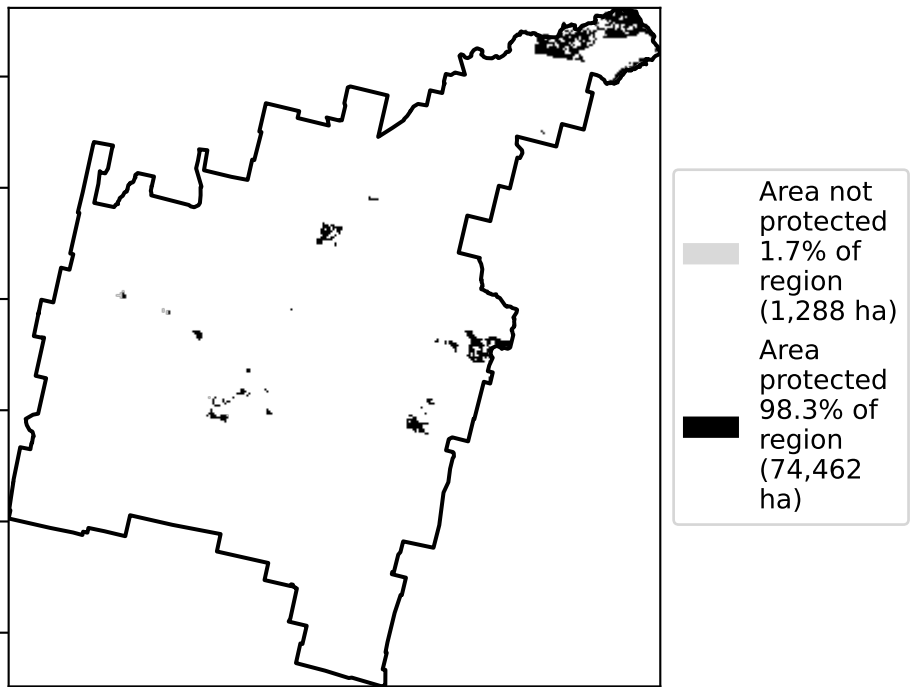 Area not
protected
1.7% of
region
(1,288 ha)
Area
protected
98.3% of
region
(74,462
ha)